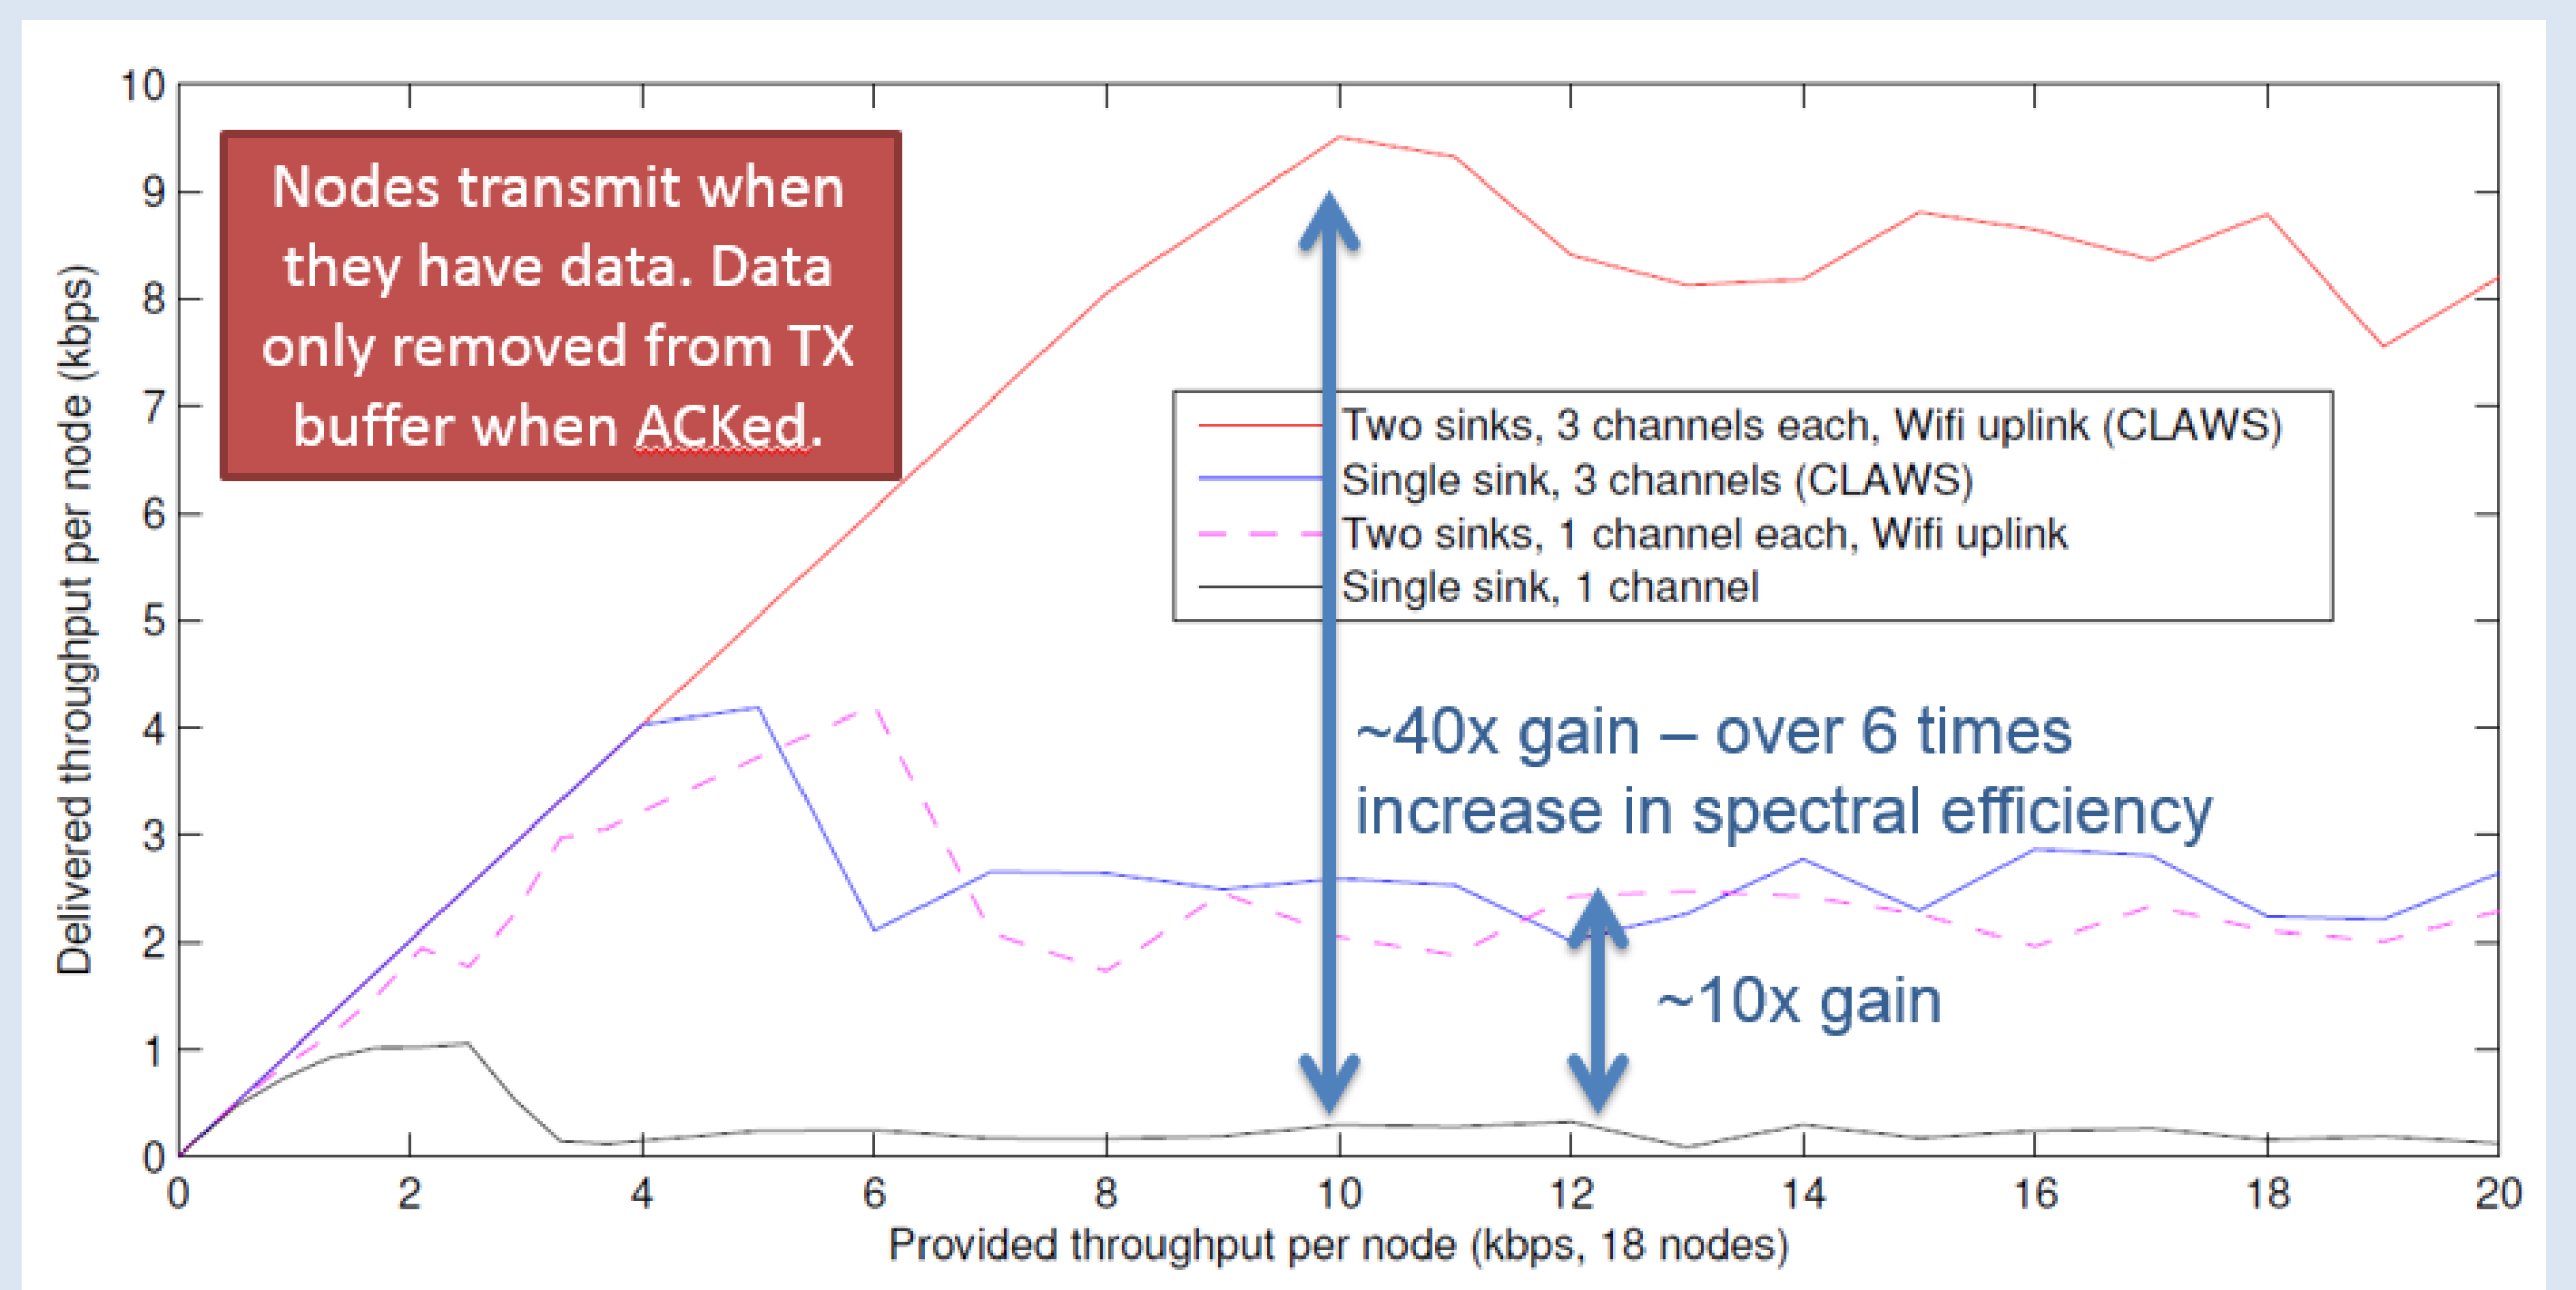 10
9
8
7
6
5
4
3
2
1
0
Delivered throughput per node (kbps)
Nodes transmit when
they have data. Data
only removed from TX
buffer when ACKed.
Two sinks, 3 channels each, Wifi uplink (CLAWS)
Single sink, 3 channels (CLAWS)
Two sinks, 1 channel each, Wifi uplink
Single sink, 1 channel
~40x gain – over 6 times
increase in spectral efficiency
~10x gain
0 2 4 6 8 10 12 14 16 18 20
Provided throughput per node (kbps, 18 nodes)